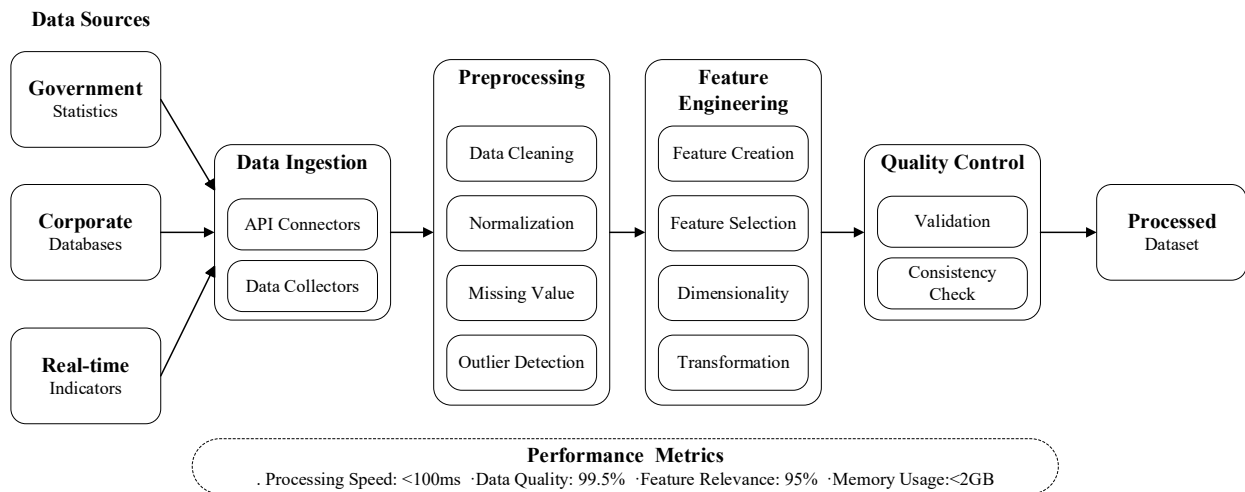 Data Sources
Government
Statistics
Corporate
Databases
Real-time
Indicators
Data Ingestion
API Connectors
Data Collectors
Preprocessing
Data Cleaning
Normalization
Missing Value
Outlier Detection
Feature
Engineering
Feature Creation
Feature Selection
Dimensionality
Transformation
Quality Control
Validation
Consistency
Check
Processed
Dataset
Performance Metrics
. Processing Speed: <100ms ·Data Quality: 99.5% ·Feature Relevance: 95% ·Memory Usage:<2GB